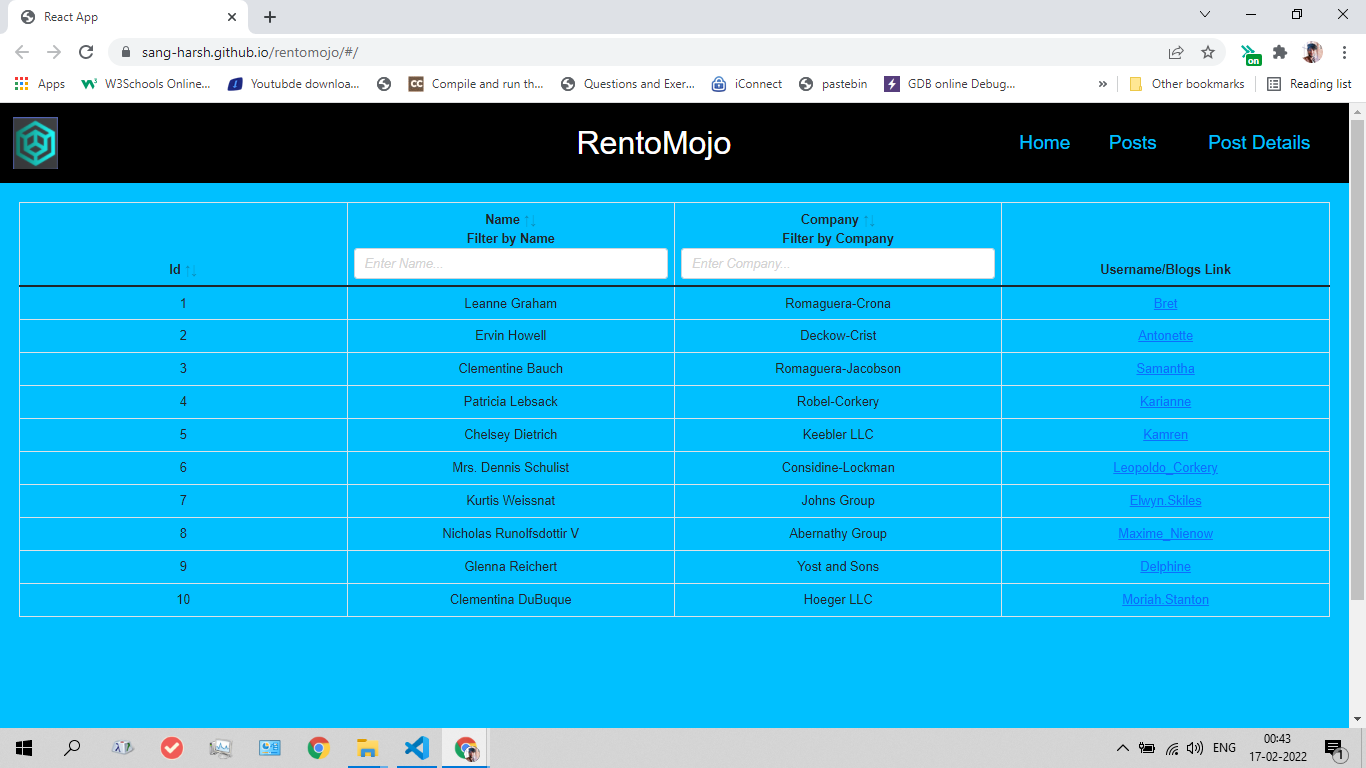 React App
sang-harsh.github.io/rentomojo/#/
on
Apps W3Schools Online... Youtubde downloa... Compile and run th... Questions and Exer... iConnect pastebin GDB online Debug... » Other bookmarks Reading list
RentoMojo Home Posts Post Details
Name ↑↓ Company ↑↓
Filter by Name Filter by Company
Enter Name... Enter Company...
Id ↑↓ Username/Blogs Link
1 Leanne Graham Romaguera-Crona Bret
2 Ervin Howell Deckow-Crist Antonette
3 Clementine Bauch Romaguera-Jacobson Samantha
4 Patricia Lebsack Robel-Corkery Karianne
5 Chelsey Dietrich Keebler LLC Kamren
6 Mrs. Dennis Schulist Considine-Lockman Leopoldo_Corkery
7 Kurtis Weissnat Johns Group Elwyn.Skiles
8 Nicholas Runolfsdottir V Abernathy Group Maxime_Nienow
9 Glenna Reichert Yost and Sons Delphine
10 Clementina DuBuque Hoeger LLC Moriah.Stanton
ENG 00:43
17-02-2022
1